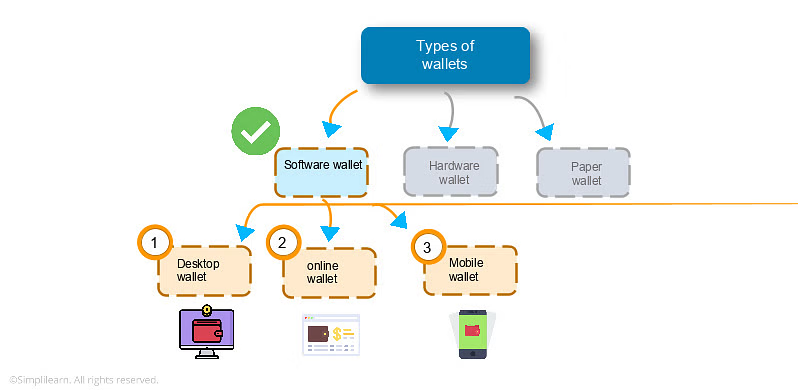 Types of
wallets
Software wallet
Hardware
wallet
Paper
wallet
1
2
3
Desktop
wallet
online
wallet
Mobile
wallet
©Simplilearn. All rights reserved.